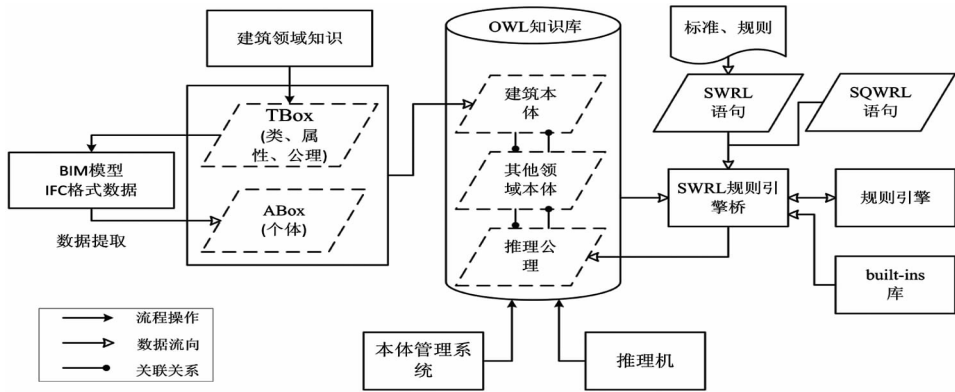 建筑领域知识
TBox
(类、属
性、公理)
BIM模型
IFC格式数据
ABox
(个体)
数据提取
流程操作
数据流向
关联关系
OWL知识库
建筑本
体
其他领
域本体
推理公
理
本体管理系
统
推理机
标准、规则
SWRL
语句
SQWRL
语句
SWRL规则引
擎桥
规则引擎
built-ins
库